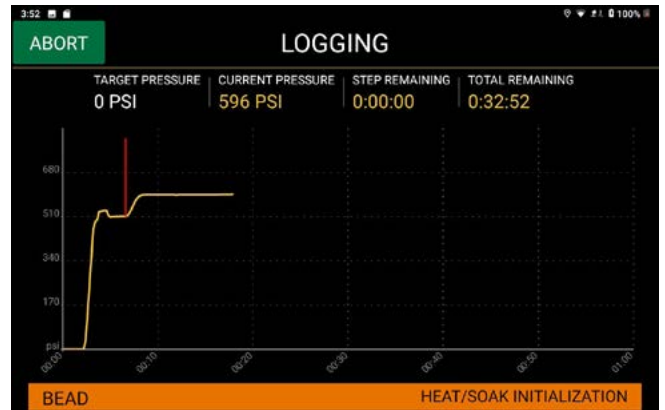 3:52 100%
ABORT
LOGGING
TARGET PRESSURE CURRENT PRESSURE STEP REMAINING TOTAL REMAINING
0 PSI 596 PSI 0:00:00 0:32:52
680
510
340
170
psi
00:00 00:10 00:20 00:30 00:40 00:50 01:00
BEAD HEAT/SOAK INITIALIZATION